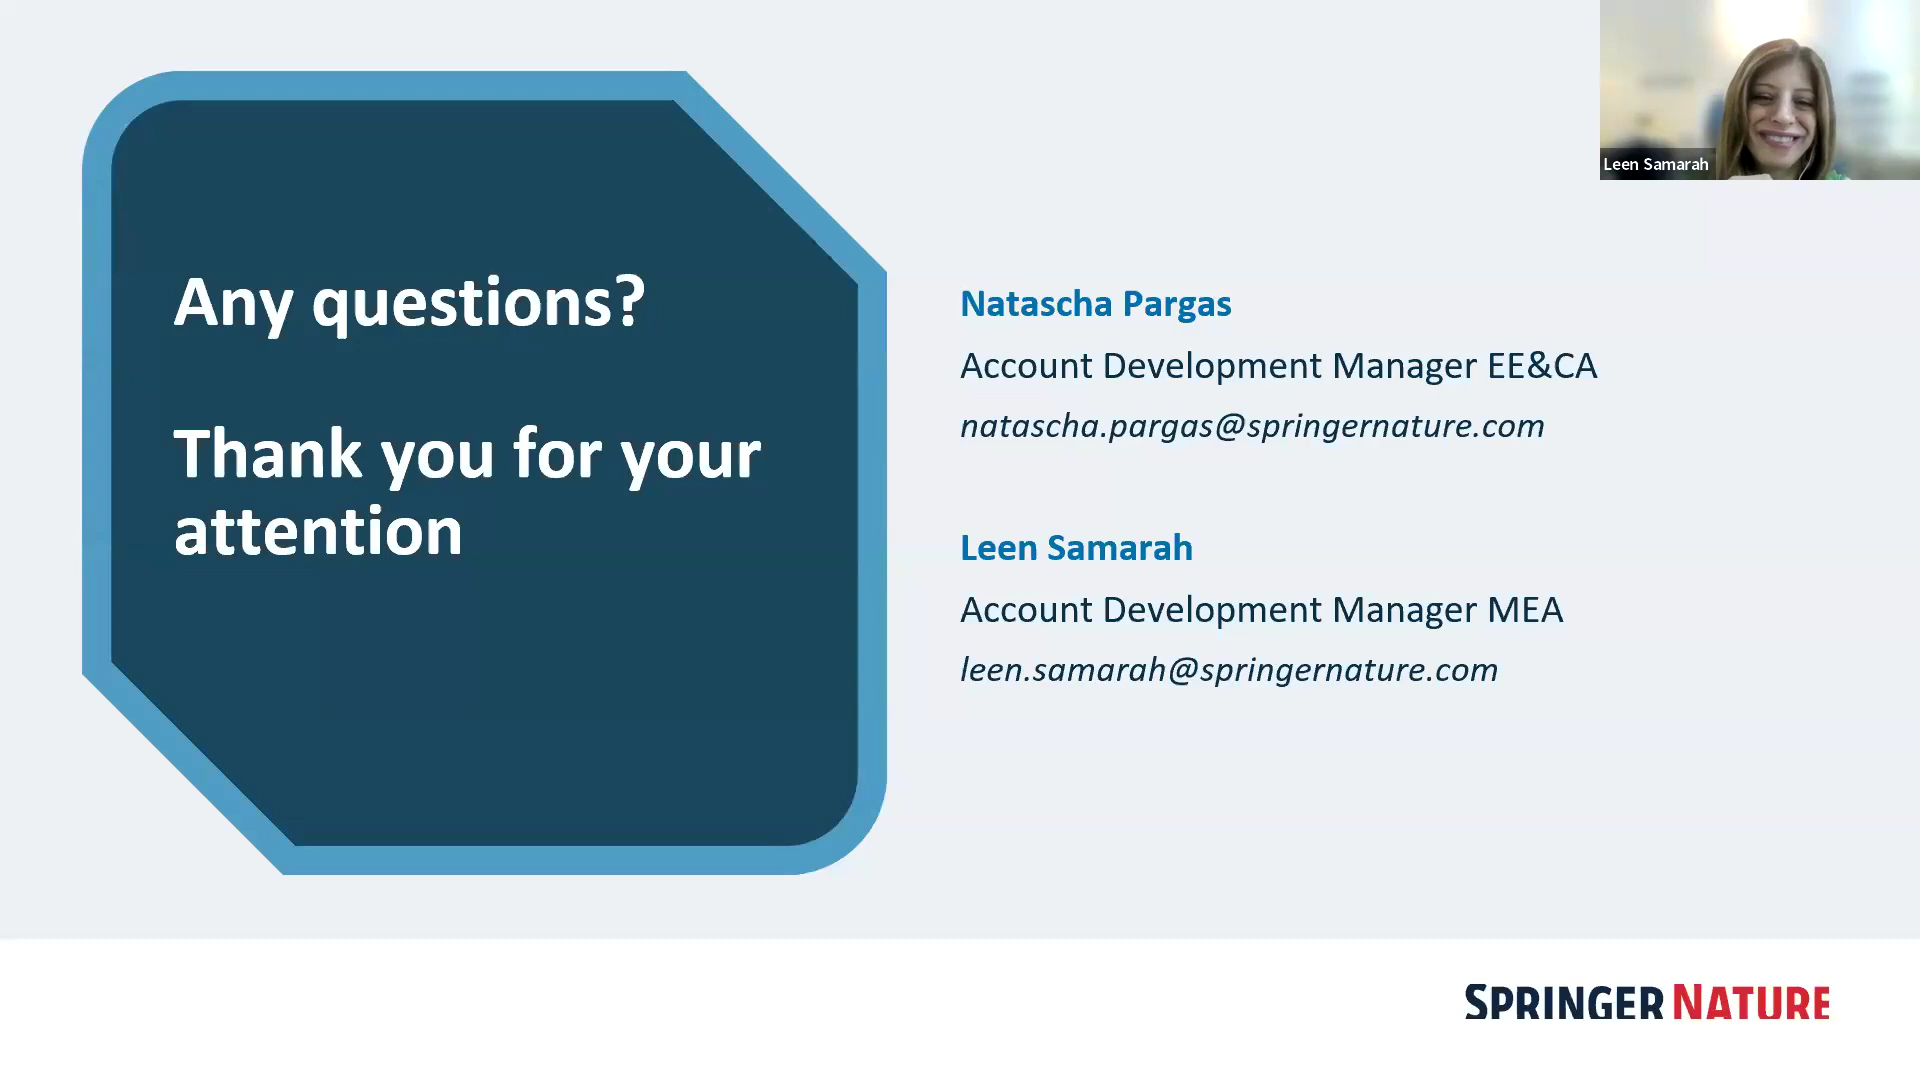 Leen Samarah
Any questions?
Thank you for your
attention
Natascha Pargas
Account Development Manager EE&CA
natascha.pargas@springernature.com
Leen Samarah
Account Development Manager MEA
leen.samarah@springernature.com
SPRINGER NATURE